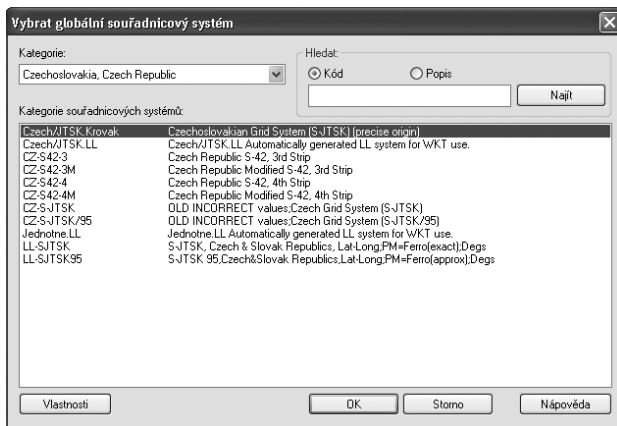 Vybrat globální souřadnicový systém
Kategorie:
Czechoslovakia, Czech Republic
Hledat:
Kód
Popis
Najít
Kategorie souřadnicových systémů:
Czech/JTSK.Krovak Czechoslovakian Grid System (S-JTSK) (precise origin)
Czech/JTSK.LL Czech/JTSK.LL Automatically generated LL system for WKT use.
CZ-S42-3 Czech Republic S-42, 3rd Strip
CZ-S42-3M Czech Republic Modified S-42, 3rd Strip
CZ-S42-4 Czech Republic S-42, 4th Strip
CZ-S42-4M Czech Republic Modified S-42, 4th Strip
CZ-S-JTSK OLD INCORRECT values;Czech Grid System (S-JTSK)
CZ-S-JTSK/95 OLD INCORRECT values;Czech Grid System (S-JTSK/95)
Jednotne.LL Jednotne.LL Automatically generated LL system for WKT use.
LL-SJTSK S-JTSK, Czech & Slovak Republics, Lat-Long;PM=Ferro(exact);Degs
LL-SJTSK95 S-JTSK 95,Czech&Slovak Republics,Lat-Long;PM=Ferro(approx);Degs
Vlastnosti
OK
Storno
Nápověda